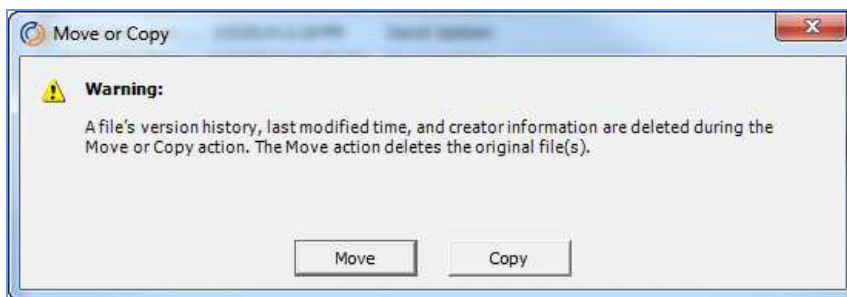 Move or Copy
Warning:
A file's version history, last modified time, and creator information are deleted during the
Move or Copy action. The Move action deletes the original file(s).
Move
Copy